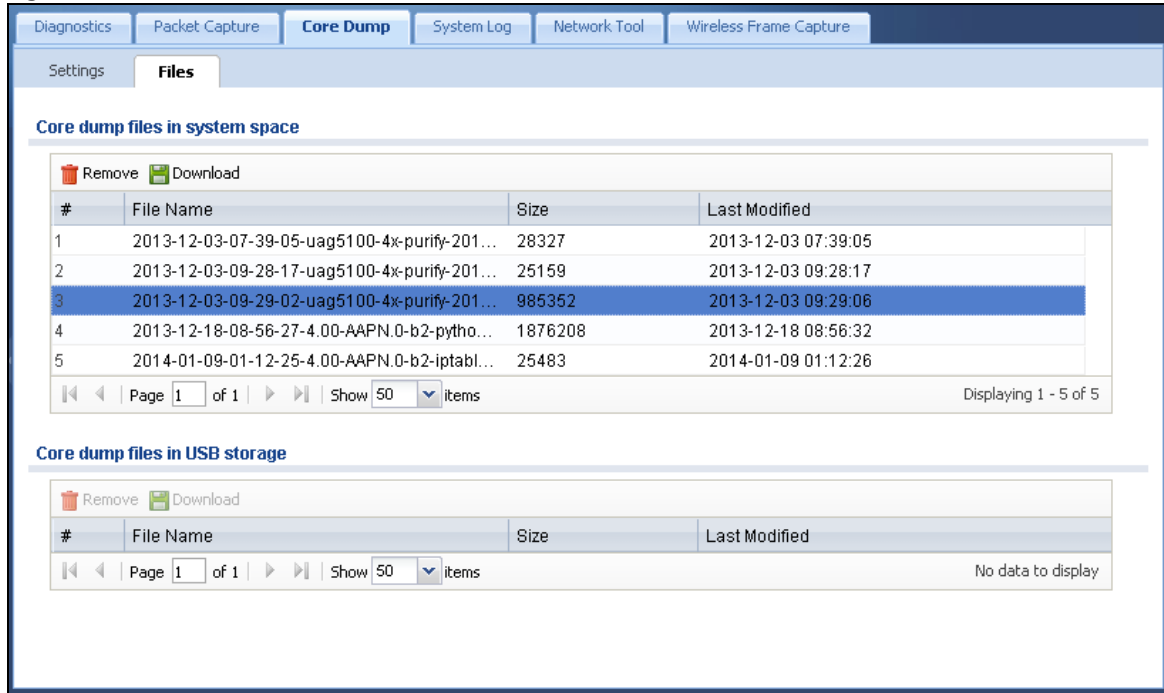 Diagnostics Packet Capture Core Dump System Log Network Tool Wireless Frame Capture
Settings Files
Core dump files in system space
Remove Download
# File Name Size Last Modified
1 2013-12-03-07-39-05-uag5100-4x-purify-201... 28327 2013-12-03 07:39:05
2 2013-12-03-09-28-17-uag5100-4x-purify-201... 25159 2013-12-03 09:28:17
3 2013-12-03-09-29-02-uag5100-4x-purify-201... 985352 2013-12-03 09:29:06
4 2013-12-18-08-56-27-4.00-AAPN.0-b2-pytho... 1876208 2013-12-18 08:56:32
5 2014-01-09-01-12-25-4.00-AAPN.0-b2-iptabl... 25483 2014-01-09 01:12:26
Page 1 of 1 Show 50 items Displaying 1 - 5 of 5
Core dump files in USB storage
Remove Download
# File Name Size Last Modified
Page 1 of 1 Show 50 items No data to display